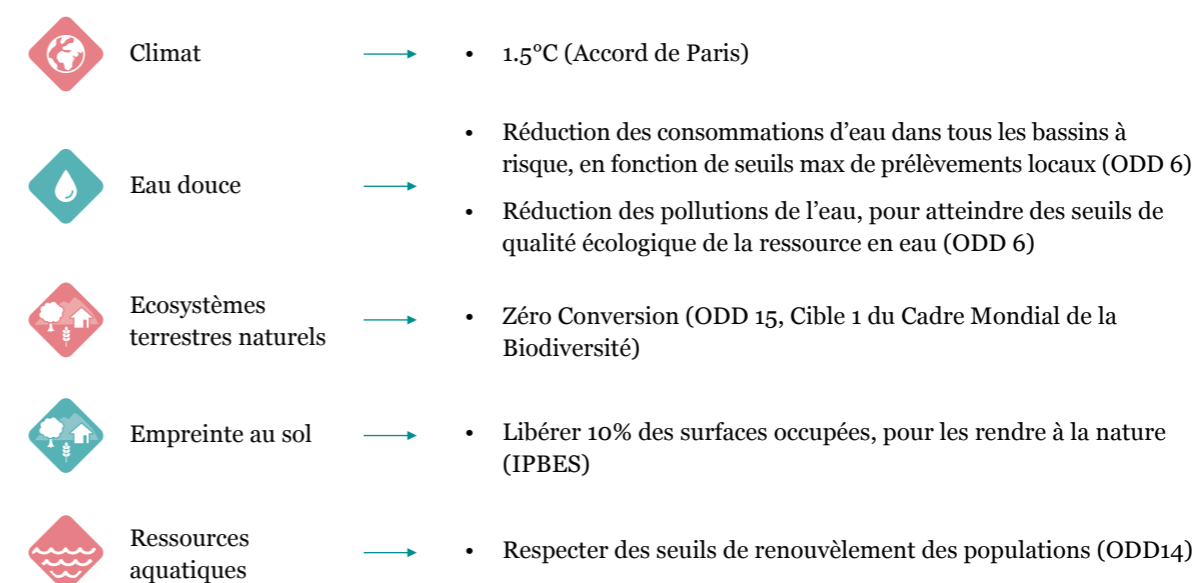 Climat
• 1.5°C (Accord de Paris)
Eau douce
• Réduction des consommations d'eau dans tous les bassins à
risque, en fonction de seuils max de prélèvements locaux (ODD 6)
• Réduction des pollutions de l'eau, pour atteindre des seuils de
qualité écologique de la ressource en eau (ODD 6)
Ecosystèmes
terrestres naturels
• Zéro Conversion (ODD 15, Cible 1 du Cadre Mondial de la
Biodiversité)
Empreinte au sol
• Libérer 10% des surfaces occupées, pour les rendre à la nature
(IPBES)
Ressources
aquatiques
• Respecter des seuils de renouvèlement des populations (ODD14)